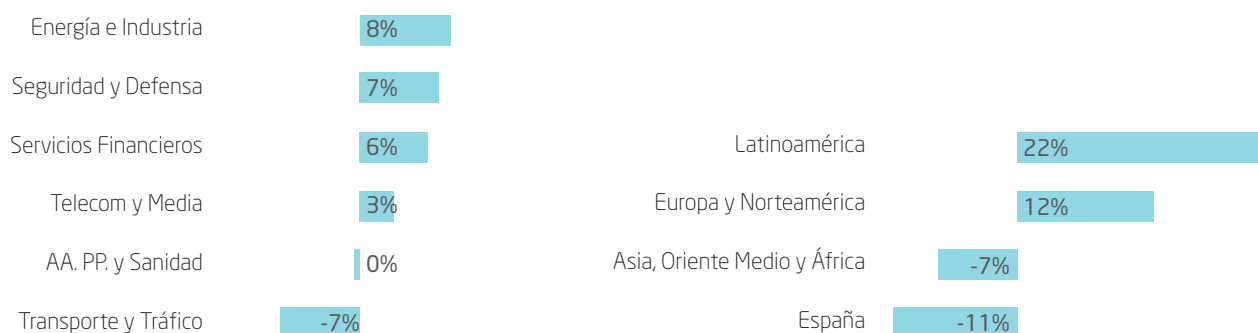 Energía e Industria 8%
Seguridad y Defensa 7%
Servicios Financieros 6%
Telecom y Media 3%
AA. PP. y Sanidad 0%
Transporte y Tráfico -7%
Latinoamérica 22%
Europa y Norteamérica 12%
Asia, Oriente Medio y África -7%
España -11%